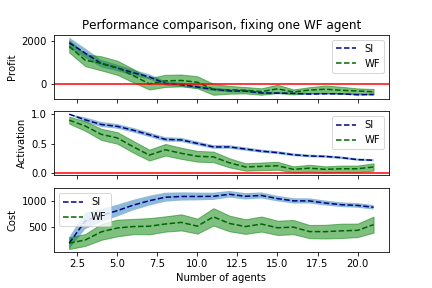 Performance comparison, fixing one WF agent
Profit
2000
0
SI
WF
Activation
1.0
0.5
0.0
SI
WF
Cost
1000
500
SI
WF
2.5 5.0 7.5 10.0 12.5 15.0 17.5 20.0
Number of agents